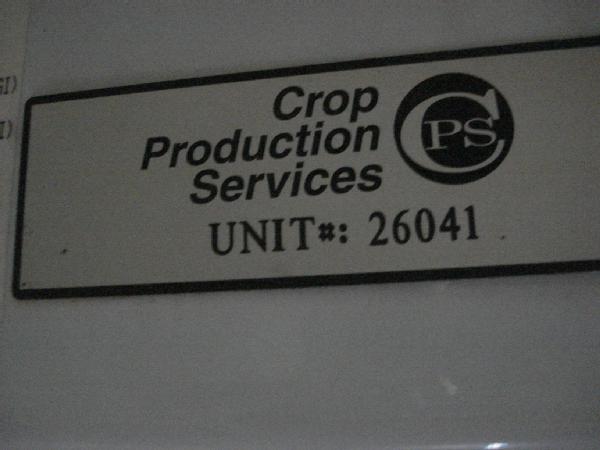 Crop
Production
Services
CPS
UNIT#: 26041
I)